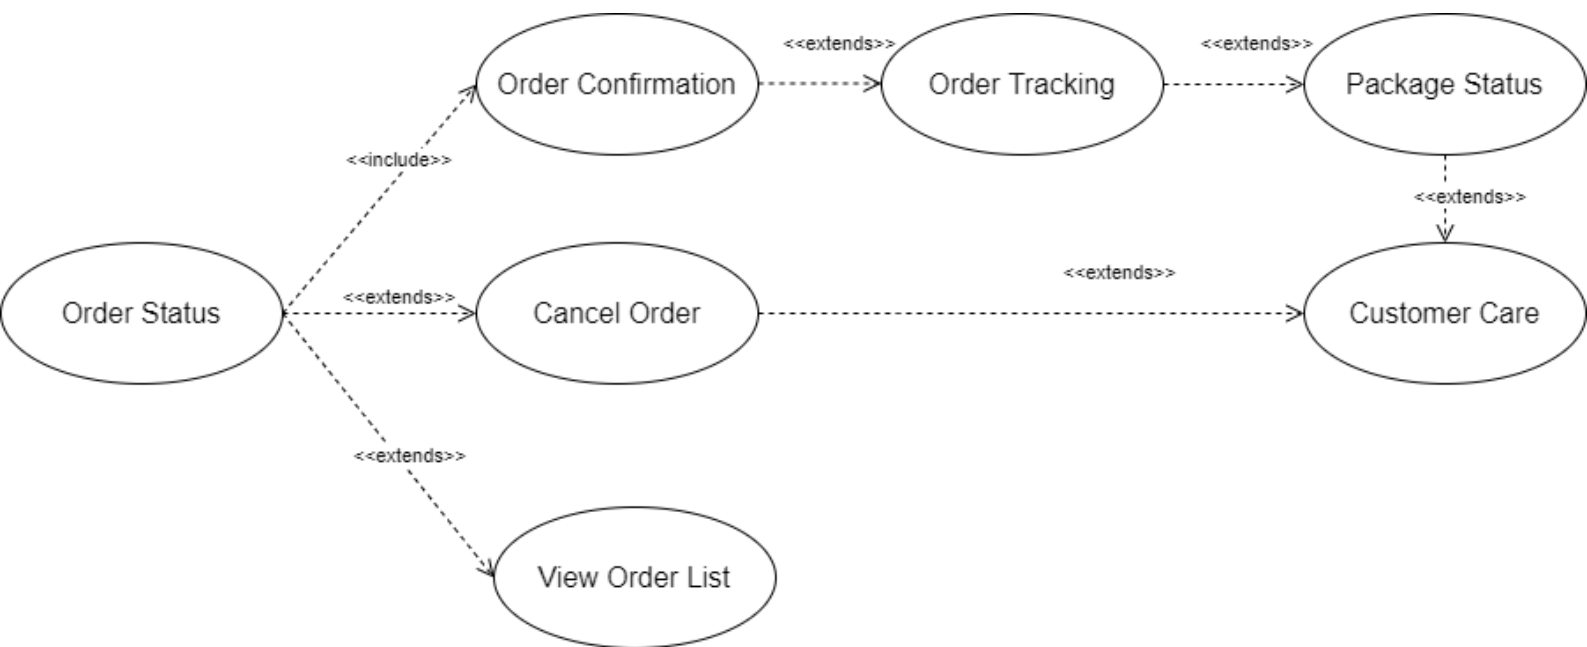 <<extends>>
<<extends>>
Order Confirmation
Order Tracking
Package Status
<<include>>
<<extends>>
<<extends>>
<<extends>>
Order Status
Cancel Order
Customer Care
<<extends>>
View Order List